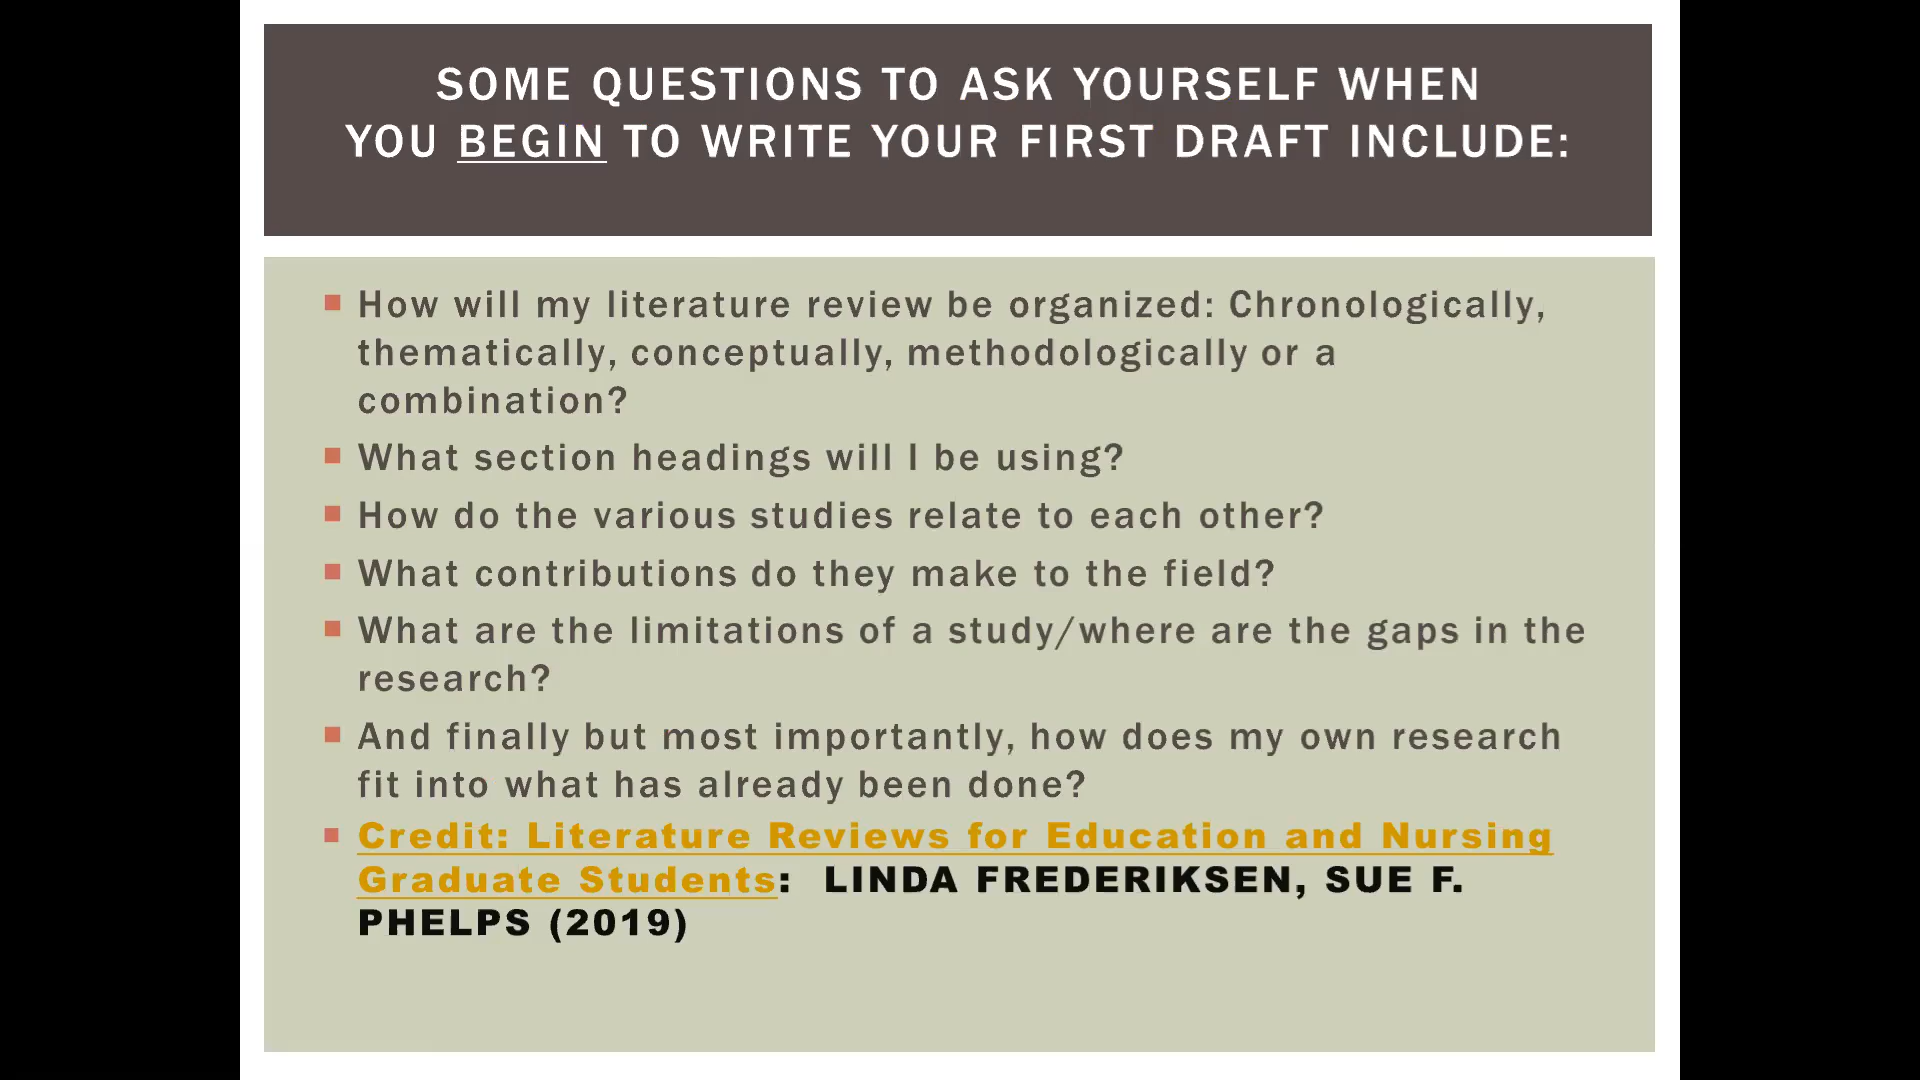 SOME QUESTIONS TO ASK YOURSELF WHEN
YOU BEGIN TO WRITE YOUR FIRST DRAFT INCLUDE:
How will my literature review be organized: Chronologically,
thematically, conceptually, methodologically or a
combination?
What section headings will I be using?
How do the various studies relate to each other?
What contributions do they make to the field?
What are the limitations of a study/where are the gaps in the
research?
And finally but most importantly, how does my own research
fit into what has already been done?
Credit: Literature Reviews for Education and Nursing
Graduate Students: LINDA FREDERIKSEN, SUE F.
PHELPS (2019)